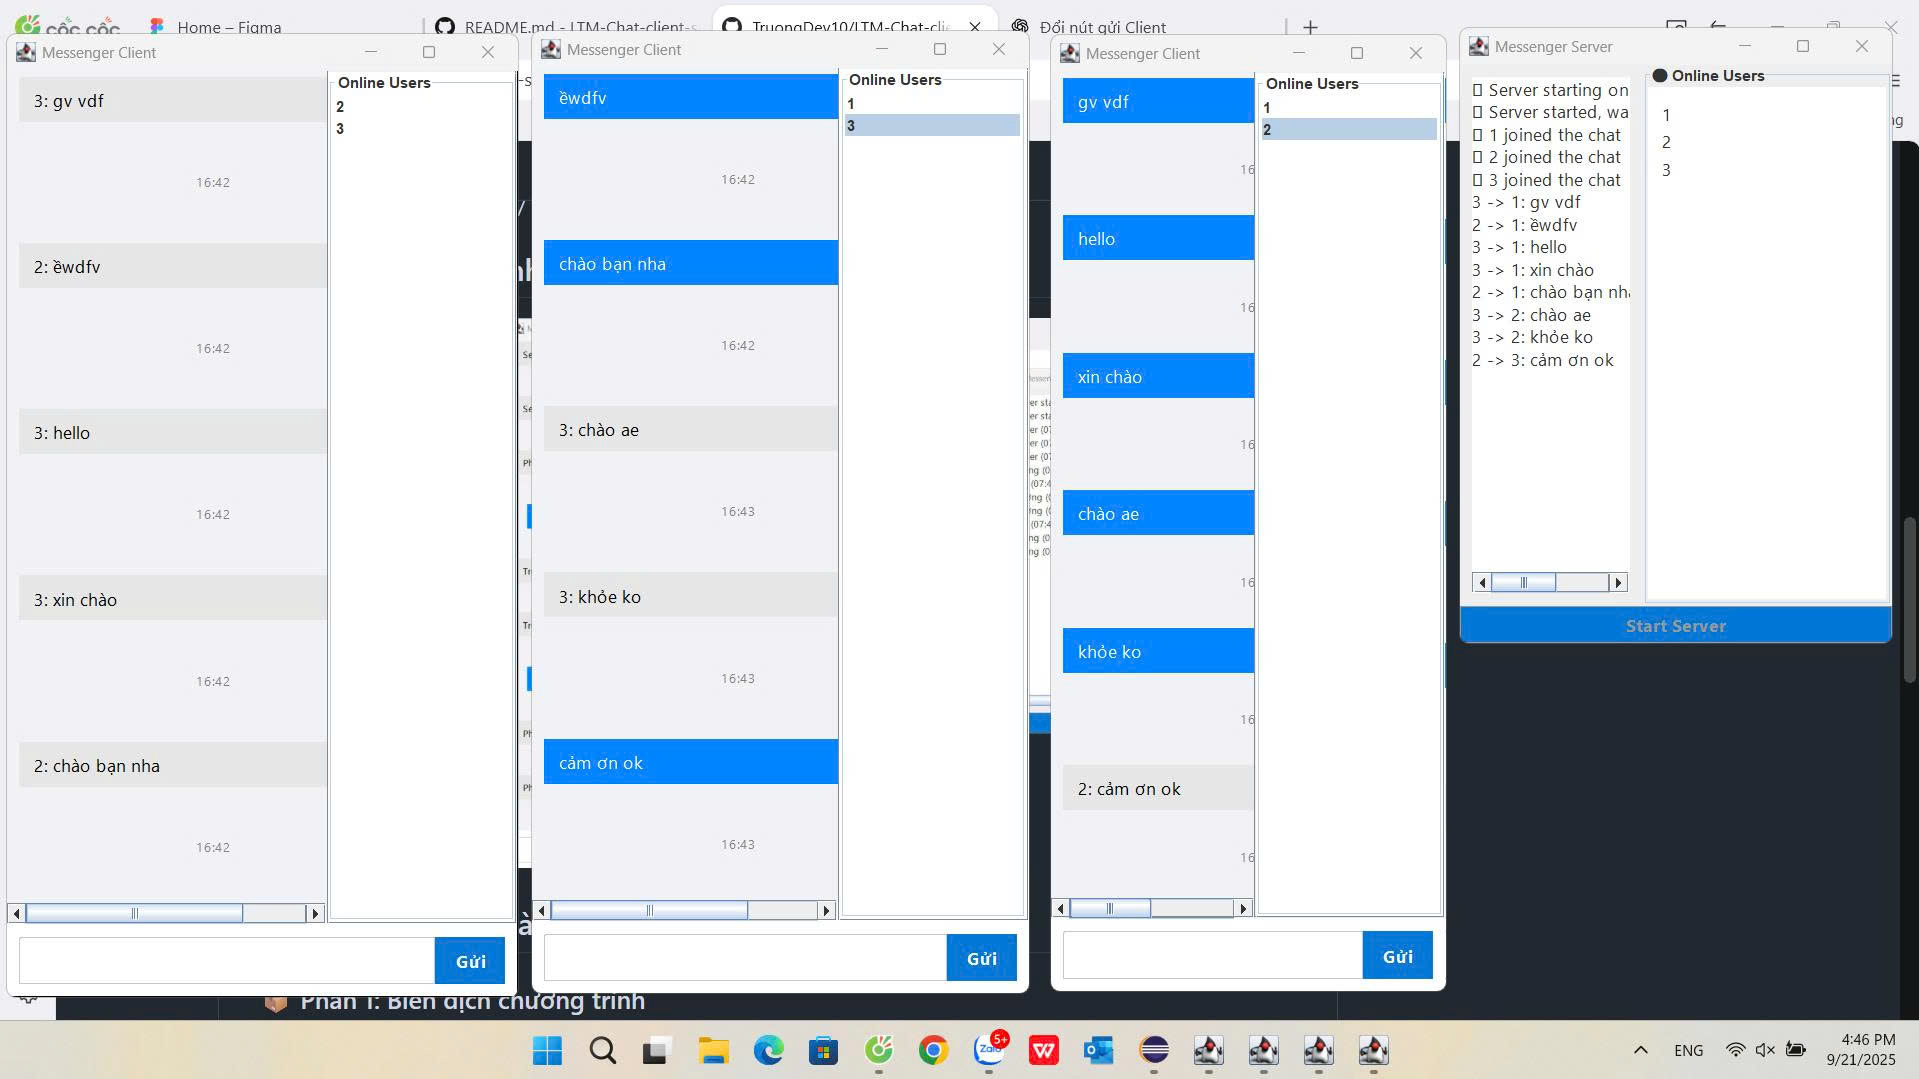 cốc cốc
Home – Figma
README.md - LTM-Chat-client-s
TruongDev10/LTM-Chat-clie
Đổi nút gửi Client
Messenger Client
3: gv vdf
16:42
2: ềwdfv
16:42
3: hello
16:42
3: xin chào
16:42
2: chào bạn nha
16:42
Online Users
2
3
Gửi
Messenger Client
ềwdfv
16:42
chào bạn nha
16:42
3: chào ae
16:43
3: khỏe ko
16:43
cảm ơn ok
16:43
Online Users
1
3
Gửi
Messenger Client
gv vdf
16
hello
16
xin chào
16
chào ae
16
khỏe ko
16
2: cảm ơn ok
16
Online Users
1
2
Gửi
Messenger Server
Server starting on
Server started, wa
1 joined the chat
2 joined the chat
3 joined the chat
3 -> 1: gv vdf
2 -> 1: ềwdfv
3 -> 1: hello
3 -> 1: xin chào
2 -> 1: chào bạn nha
3 -> 2: chào ae
3 -> 2: khỏe ko
2 -> 3: cảm ơn ok
Online Users
1
2
3
Start Server
Phần 1: Biên dịch chương trình
Zalo
5+
ENG
4:46 PM
9/21/2025